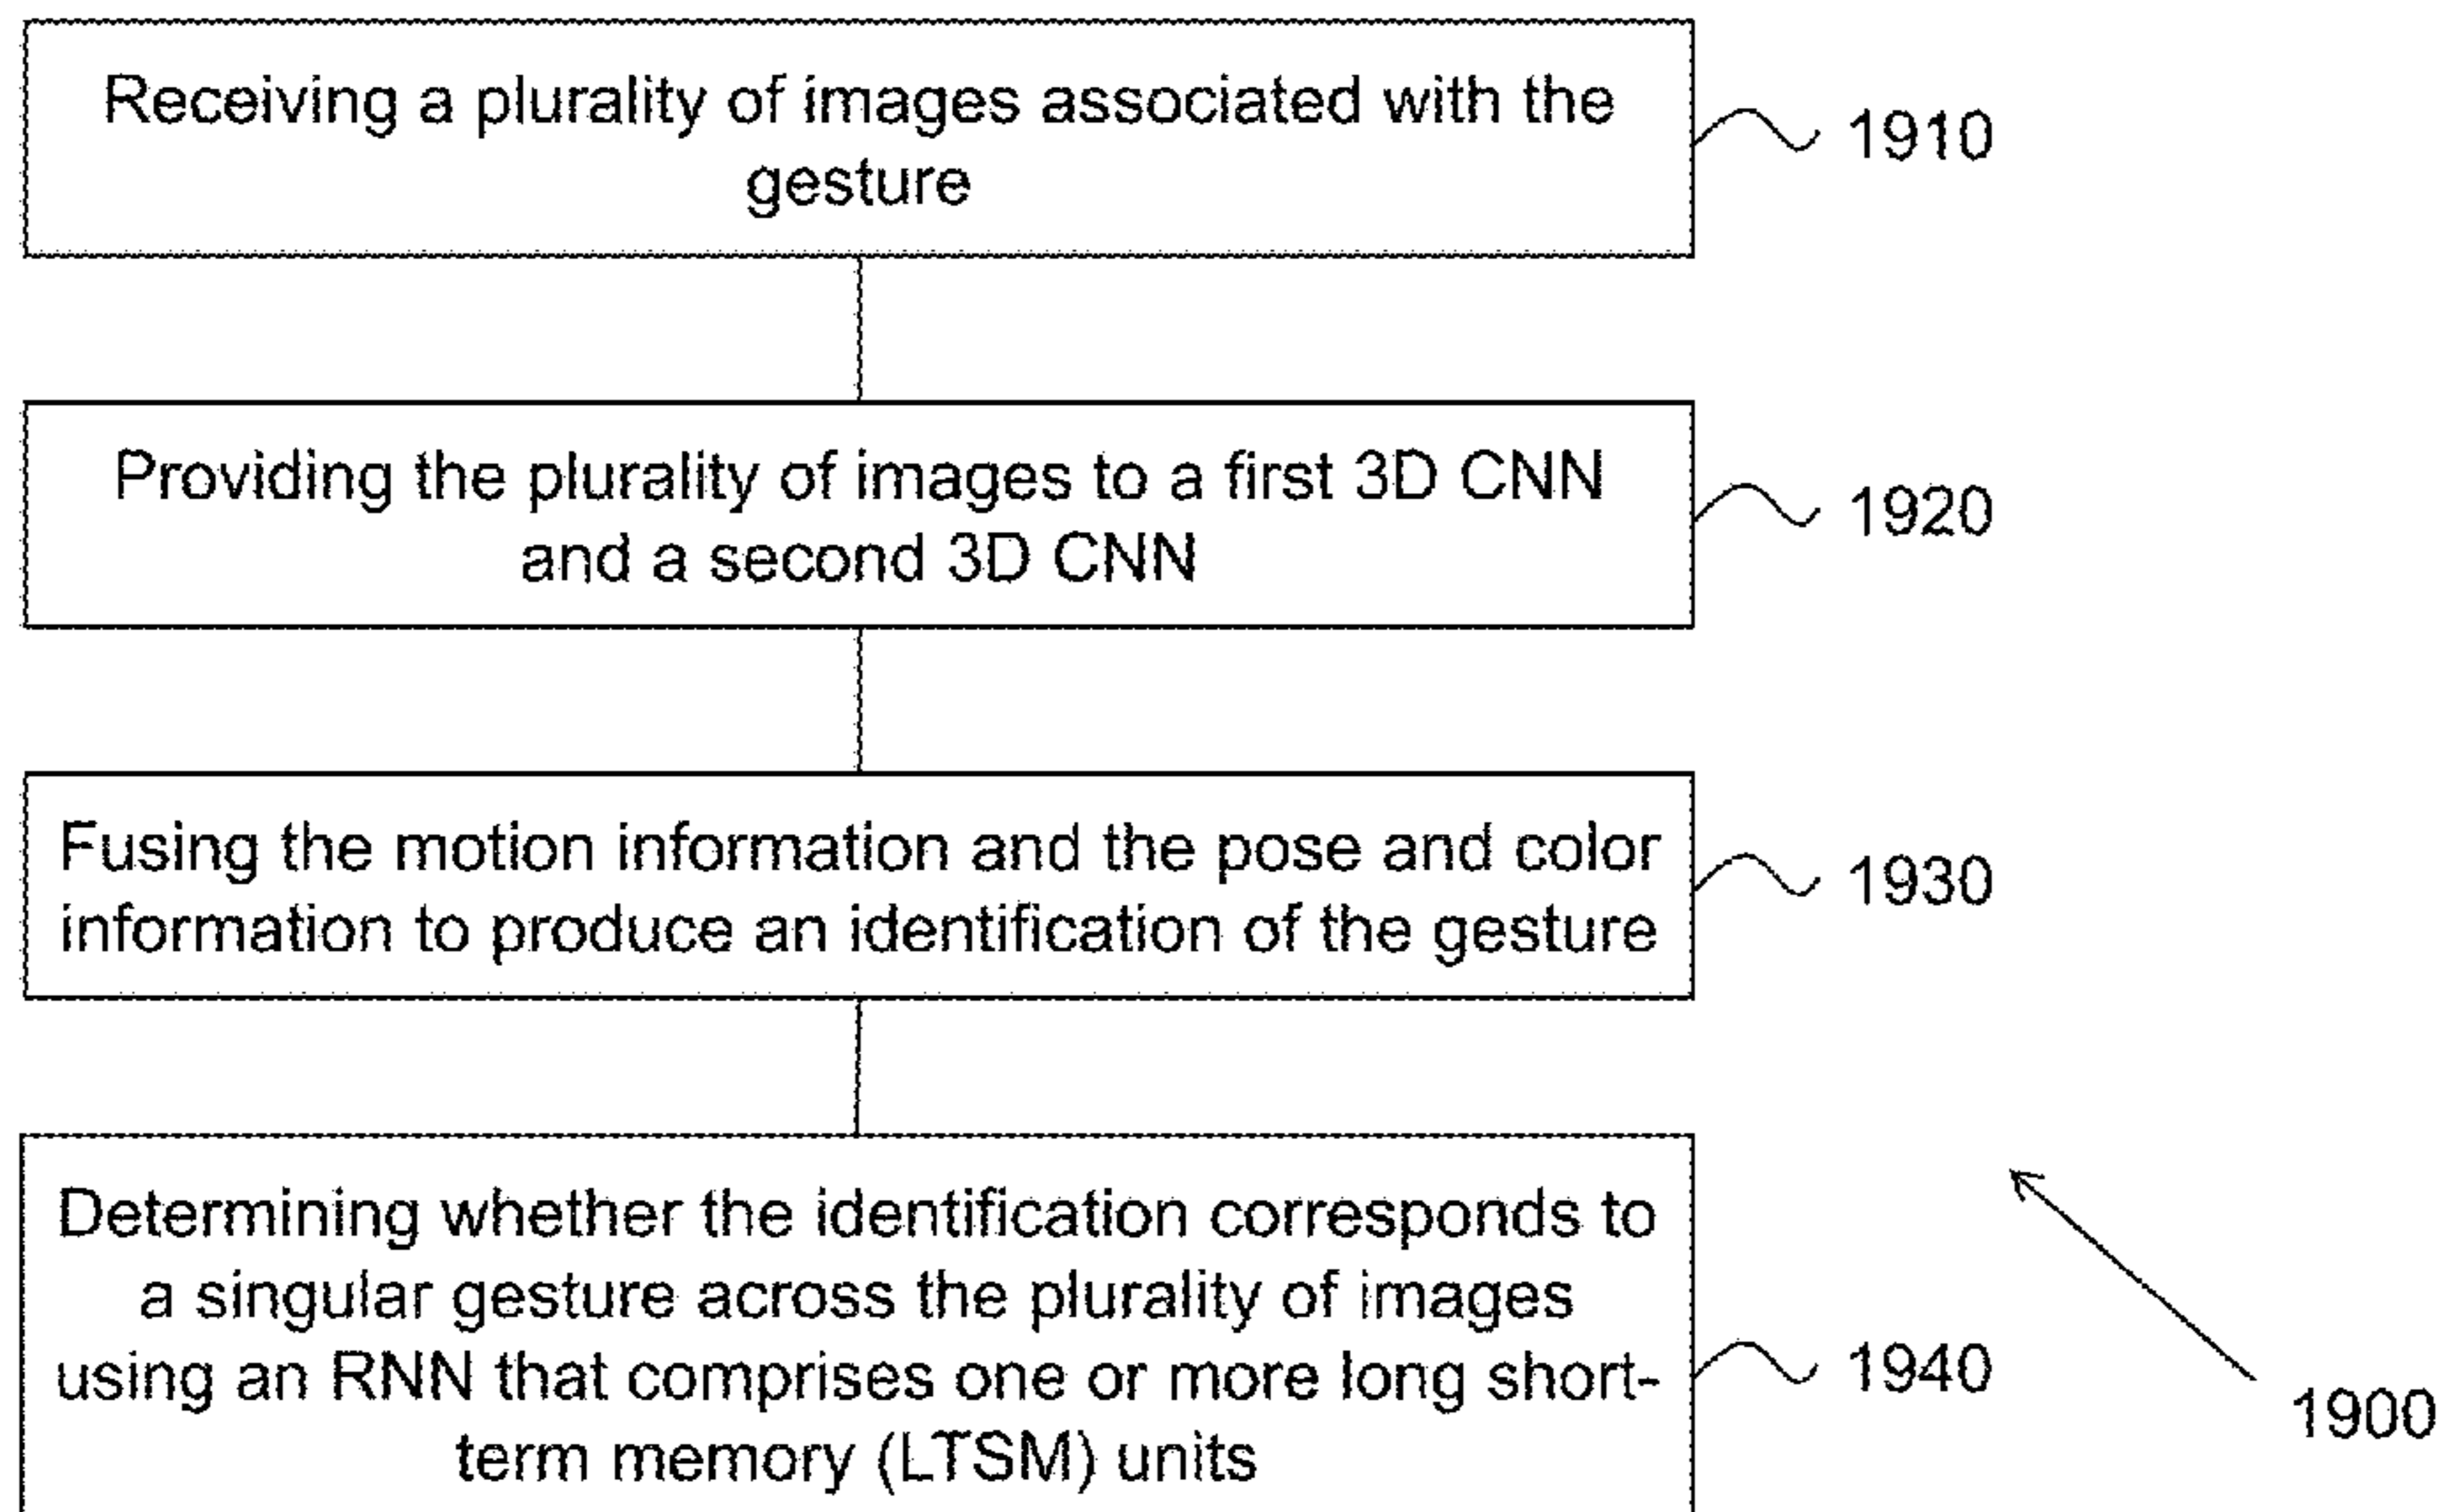 Receiving a plurality of images associated with the
gesture
1910
Providing the plurality of images to a first 3D CNN
and a second 3D CNN
1920
Fusing the motion information and the pose and color
information to produce an identification of the gesture
1930
Determining whether the identification corresponds to
a singular gesture across the plurality of images
using an RNN that comprises one or more long short-
term memory (LTSM) units
1940
1900